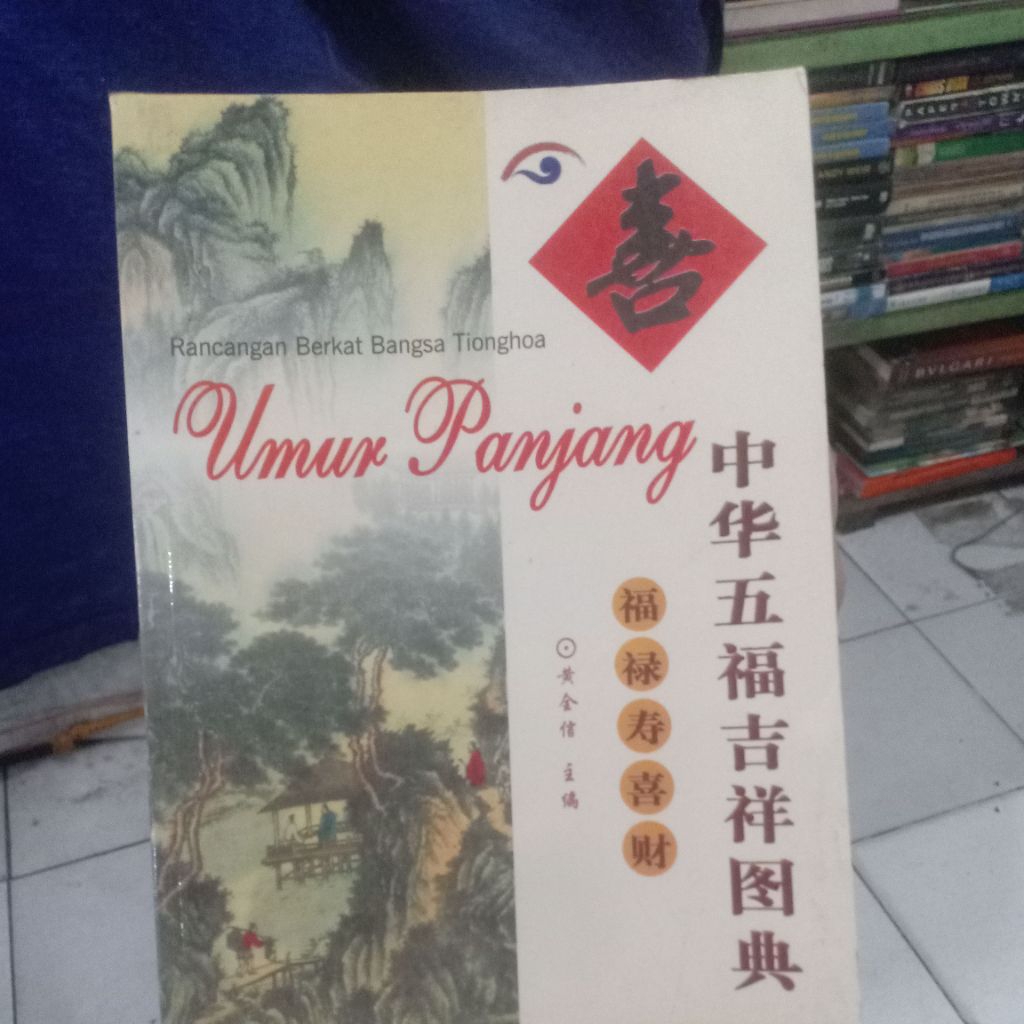 喜
Rancangan Berkat Bangsa Tionghoa
Umur Panjang
中华五福吉祥图典
福禄寿喜财
黄全信 主编
BVLGARI